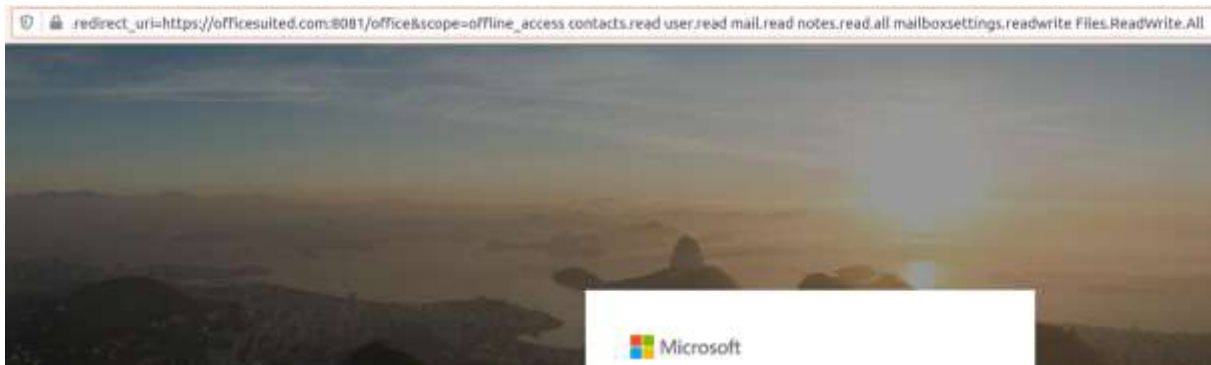 redirect_uri=https://officesuited.com:8081/office&scope=offline_access contacts.read user.read mail.read notes.read.all mailboxsettings.readwrite Files.ReadWrite.All
Microsoft